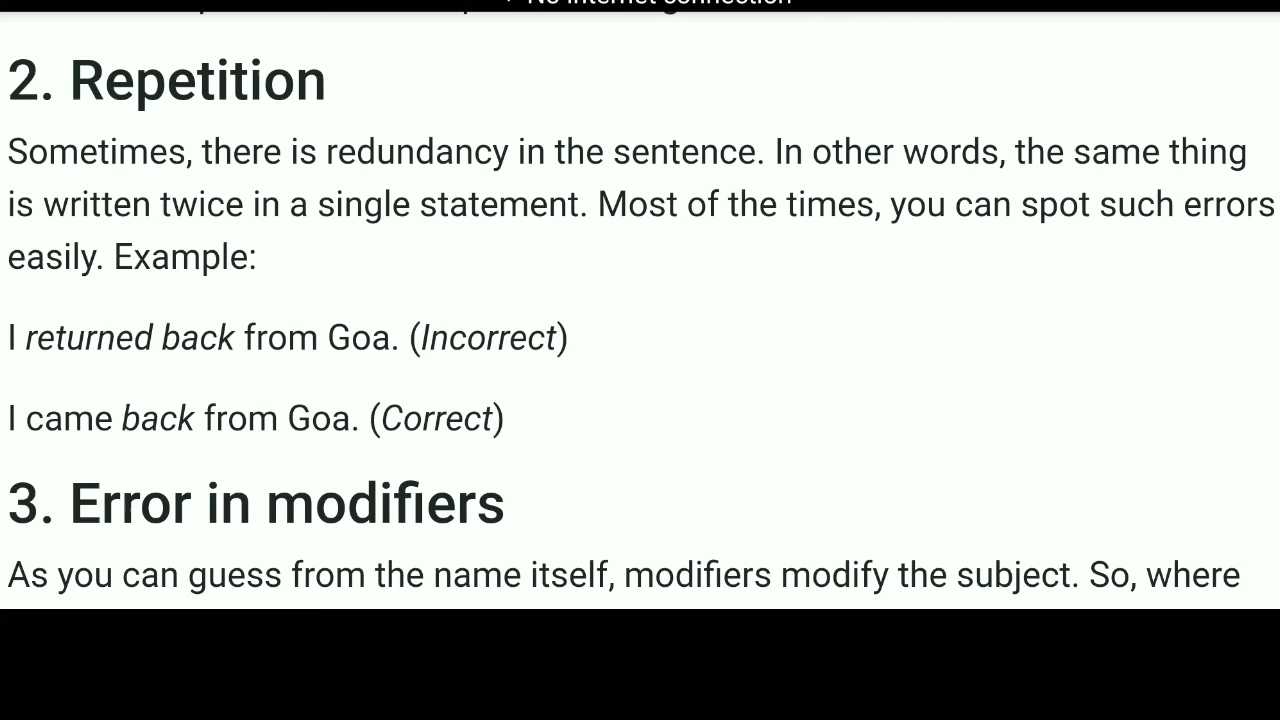 No internet connection
2. Repetition
Sometimes, there is redundancy in the sentence. In other words, the same thing
is written twice in a single statement. Most of the times, you can spot such errors
easily. Example:
I returned back from Goa. (Incorrect)
I came back from Goa. (Correct)
3. Error in modifiers
As you can guess from the name itself, modifiers modify the subject. So, where